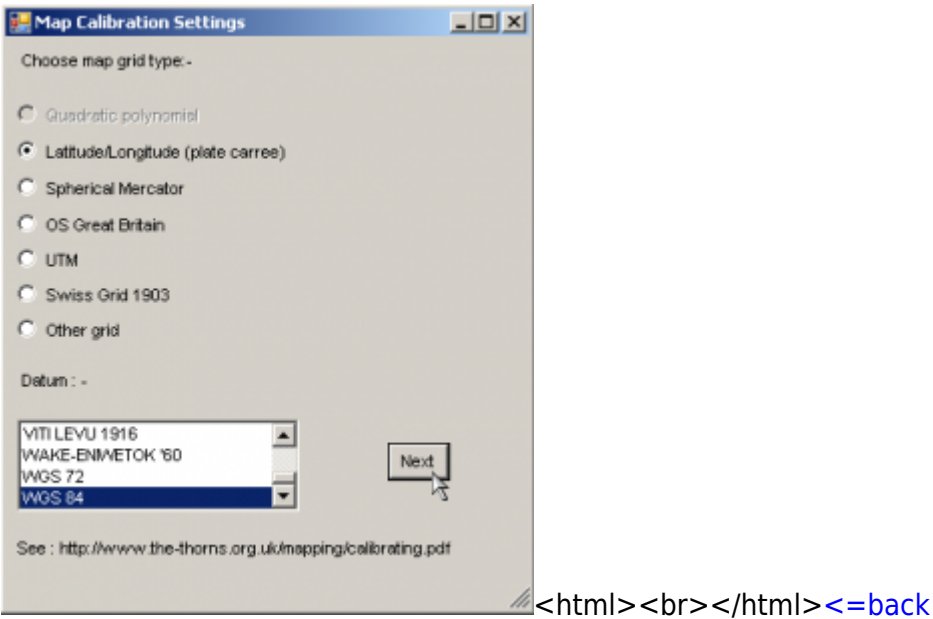 Map Calibration Settings
Choose map grid type:-
Quadratic polynomial
Latitude/Longitude (plate carree)
Spherical Mercator
OS Great Britain
UTM
Swiss Grid 1903
Other grid
Datum : -
VITI LEVU 1916
WAKE-ENIWETOK '60
WGS 72
WGS 84
Next
See : http://www.the-thorns.org.uk/mapping/calibrating.pdf
<html><br></html><=back